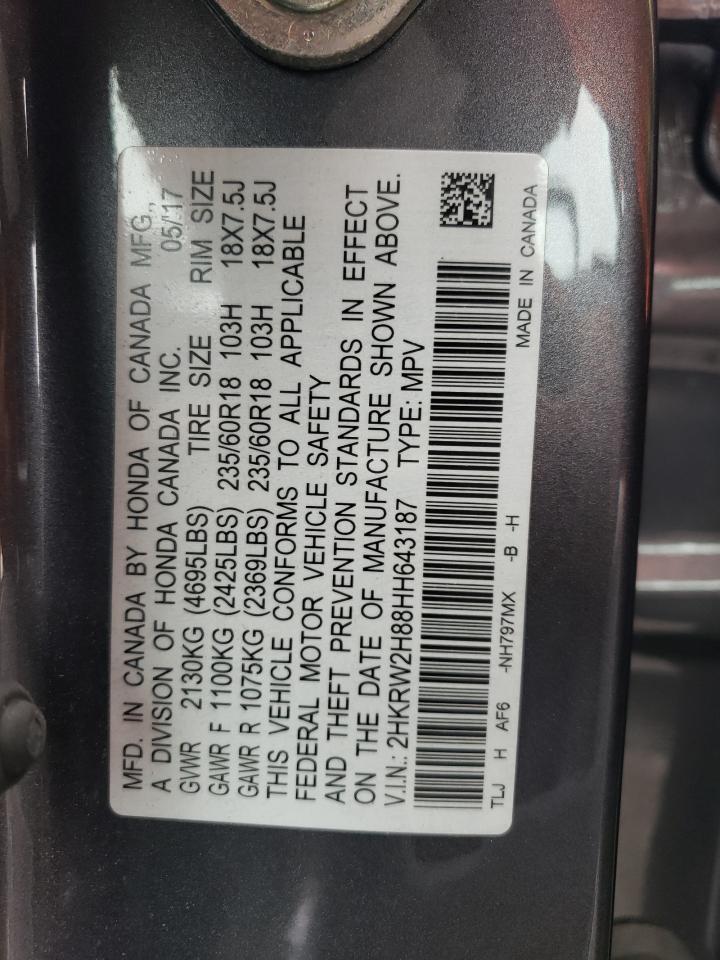 MFD. IN CANADA BY HONDA OF CANADA MFG.,
A DIVISION OF HONDA CANADA INC. 05/'17
GVWR 2130KG (4695LBS) TIRE SIZE RIM SIZE
GAWR F 1100KG (2425LBS) 235/60R18 103H 18X7.5J
GAWR R 1075KG (2369LBS) 235/60R18 103H 18X7.5J
THIS VEHICLE CONFORMS TO ALL APPLICABLE
FEDERAL MOTOR VEHICLE SAFETY
AND THEFT PREVENTION STANDARDS IN EFFECT
ON THE DATE OF MANUFACTURE SHOWN ABOVE.
V.I.N.: 2HKRW2H88HH643187 TYPE: MPV
TLJ H AF6 -NH797MX -B -H MADE IN CANADA